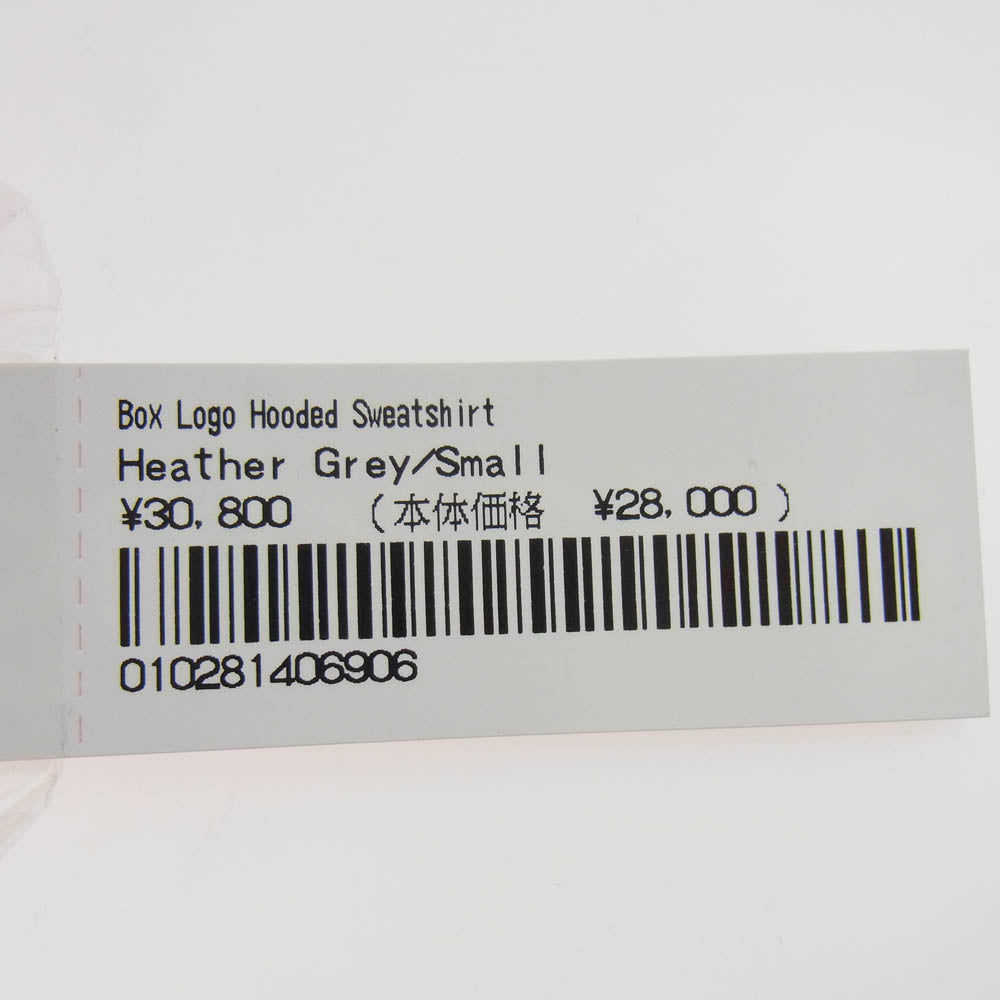 Box Logo Hooded Sweatshirt
Heather Grey/Small
¥30,800 (本体価格 ¥28,000)
010281406906